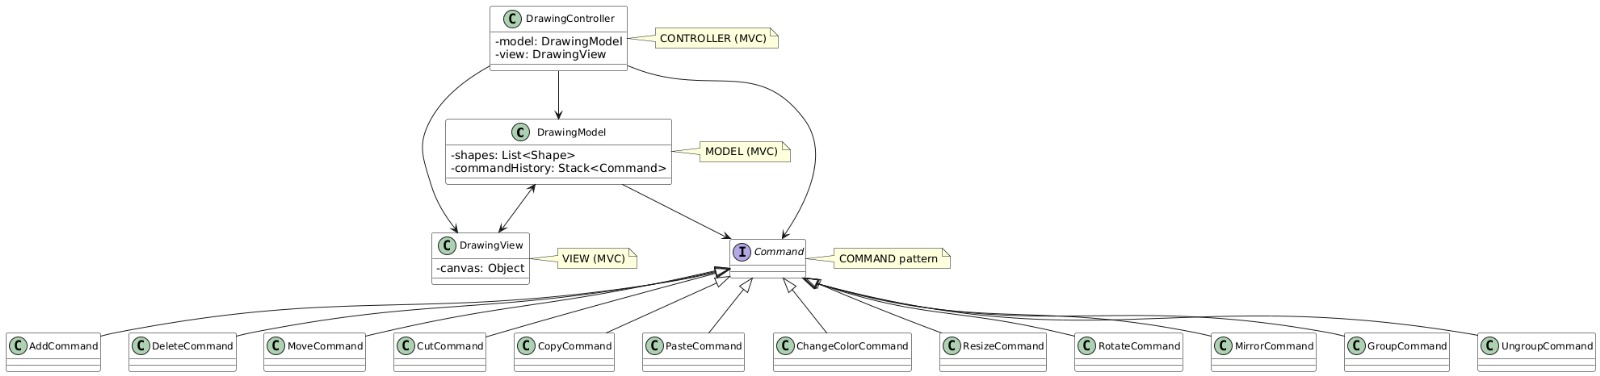 C DrawingController
-model: DrawingModel
-view: DrawingView
CONTROLLER (MVC)
C DrawingModel
-shapes: List<Shape>
-commandHistory: Stack<Command>
MODEL (MVC)
C DrawingView
-canvas: Object
VIEW (MVC)
I Command
COMMAND pattern
C AddCommand
C DeleteCommand
C MoveCommand
C CutCommand
C CopyCommand
C PasteCommand
C ChangeColorCommand
C ResizeCommand
C RotateCommand
C MirrorCommand
C GroupCommand
C UngroupCommand